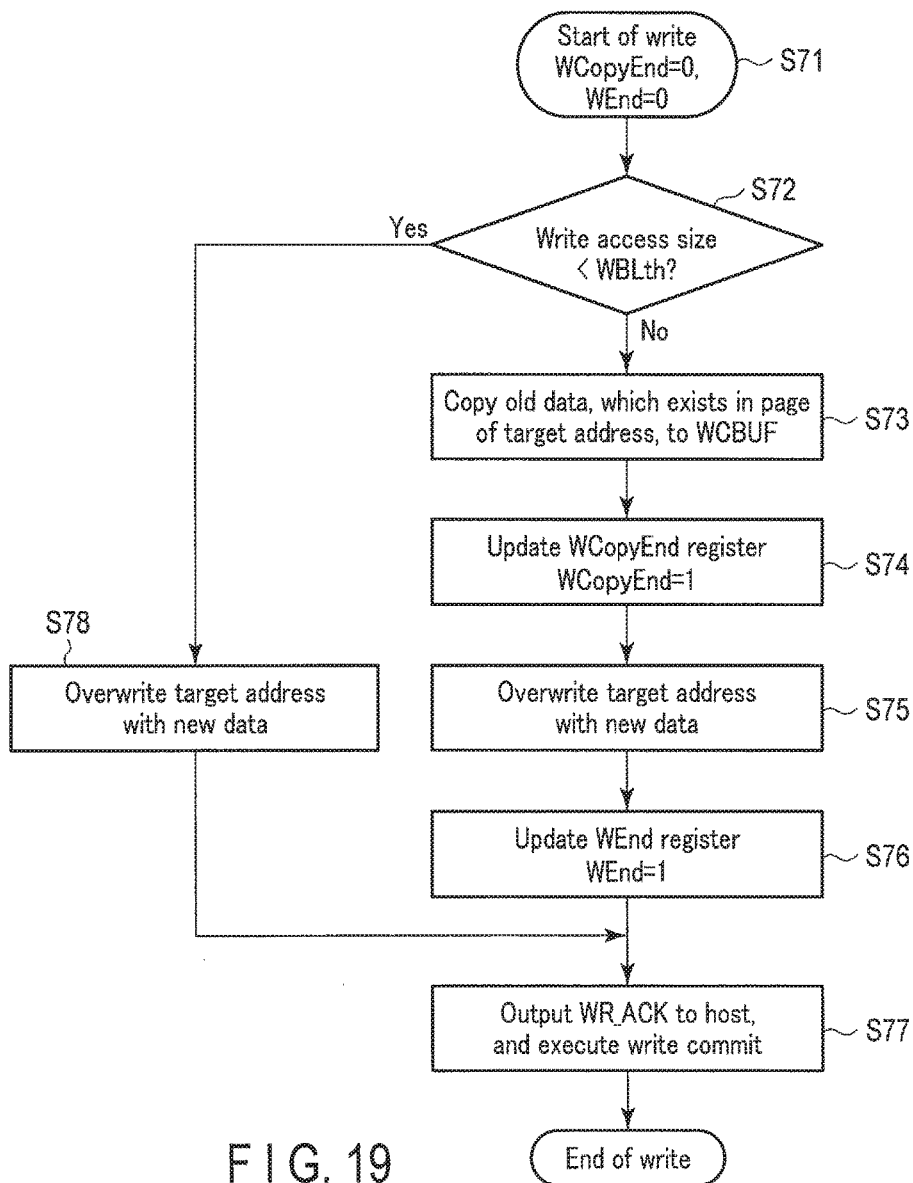 Start of write
WCopyEnd=0,
WEnd=0
S71
S72
Yes
Write access size
< WBLth?
No
Copy old data, which exists in page
of target address, to WCBUF
S73
Update WCopyEnd register
WCopyEnd=1
S74
S78
Overwrite target address
with new data
Overwrite target address
with new data
S75
Update WEnd register
WEnd=1
S76
Output WR_ACK to host,
and execute write commit
S77
End of write
FIG. 19